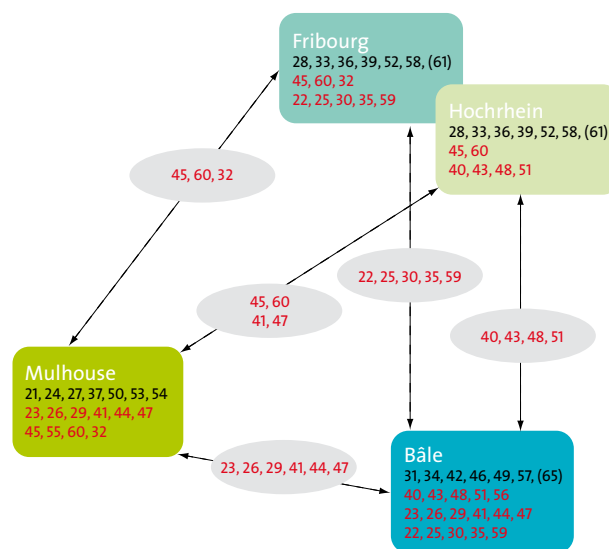 Fribourg
28, 33, 36, 39, 52, 58, (61)
45, 60, 32
22, 25, 30, 35, 59
Hochrhein
28, 33, 36, 39, 52, 58, (61)
45, 60
40, 43, 48, 51
45, 60, 32
22, 25, 30, 35, 59
45, 60
41, 47
40, 43, 48, 51
Mulhouse
21, 24, 27, 37, 50, 53, 54
23, 26, 29, 41, 44, 47
45, 55, 60, 32
23, 26, 29, 41, 44, 47
Bâle
31, 34, 42, 46, 49, 57, (65)
40, 43, 48, 51, 56
23, 26, 29, 41, 44, 47
22, 25, 30, 35, 59